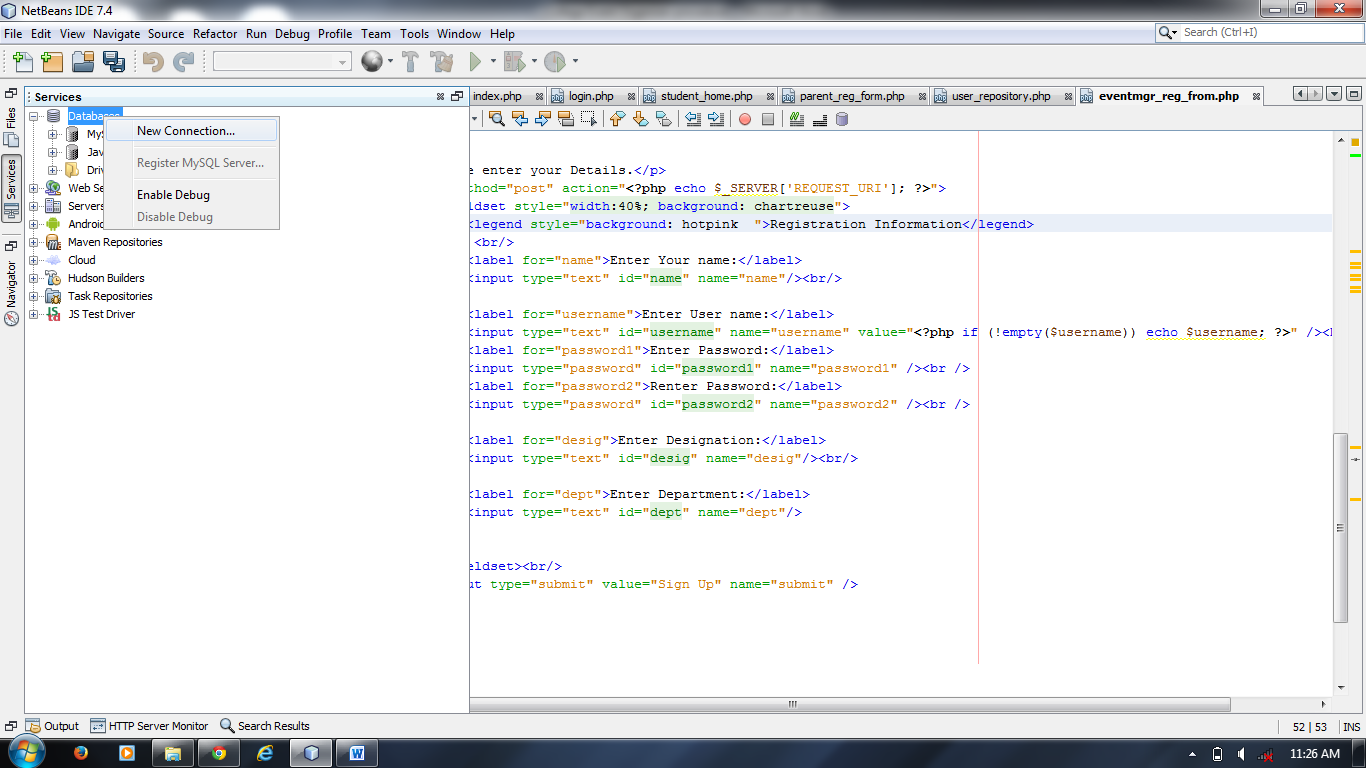 NetBeans IDE 7.4
File Edit View Navigate Source Refactor Run Debug Profile Team Tools Window Help
Search (Ctrl+I)
Files
Services
Navigator
Services
Databases
New Connection...
Register MySQL Server...
Enable Debug
Disable Debug
MyS
Java
Driv
Web Se
Servers
Android
Maven Repositories
Cloud
Hudson Builders
Task Repositories
JS Test Driver
index.php login.php student_home.php parent_reg_form.php user_repository.php eventmgr_reg_from.php
e enter your Details.</p>
thod="post" action="<?php echo $_SERVER['REQUEST_URI']; ?>">
ldset style="width:40%; background: chartreuse">
<legend style="background: hotpink  ">Registration Information</legend>
<br/>
<label for="name">Enter Your name:</label>
<input type="text" id="name" name="name"/><br/>
<label for="username">Enter User name:</label>
<input type="text" id="username" name="username" value="<?php if (!empty($username)) echo $username; ?>" /><
<label for="password1">Enter Password:</label>
<input type="password" id="password1" name="password1" /><br />
<label for="password2">Renter Password:</label>
<input type="password" id="password2" name="password2" /><br />
<label for="desig">Enter Designation:</label>
<input type="text" id="desig" name="desig"/><br/>
<label for="dept">Enter Department:</label>
<input type="text" id="dept" name="dept"/>
eldset><br/>
ut type="submit" value="Sign Up" name="submit" />
Output HTTP Server Monitor Search Results
52 | 53 INS
11:26 AM